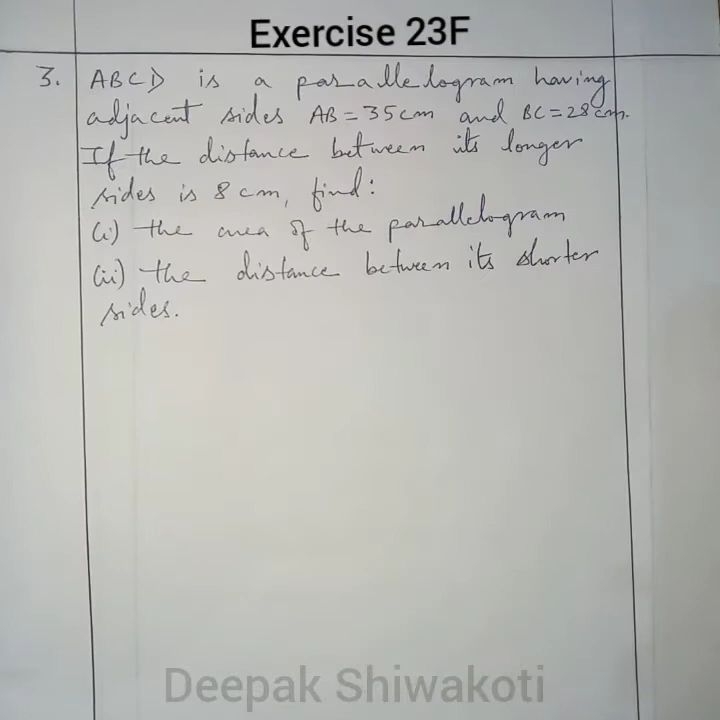 Exercise 23F
3. ABCD is a parallelogram having
adjacent sides AB = 35cm and BC = 28 cm.
If the distance between its longer
sides is 8 cm, find:
(i) the area of the parallelogram
(ii) the distance between its shorter
sides.
Deepak Shiwakoti